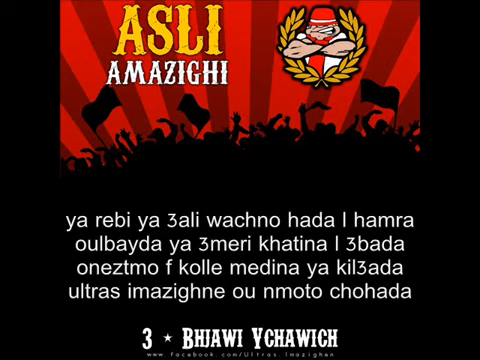 ASLI
AMAZIGHI
ya rebi ya 3ali wachno hada l hamra
oulbayda ya 3meri khatina l 3bada
oneztmo f kolle medina ya kil3ada
ultras imazighne ou nmoto chohada
3 ★ BHJAWI YCHAWICH
www.facebook.com/Ultras.Imazighen